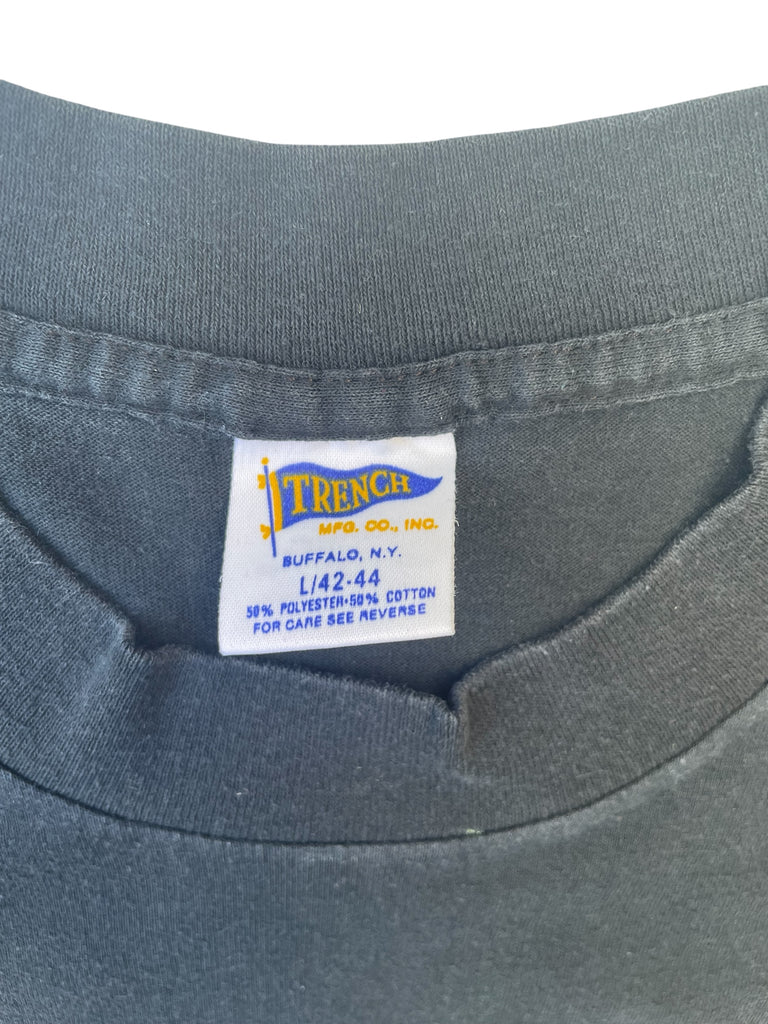 TRENCH
MFG. CO., INC.
BUFFALO, N.Y.
L/42-44
50% POLYESTER•50% COTTON
FOR CARE SEE REVERSE